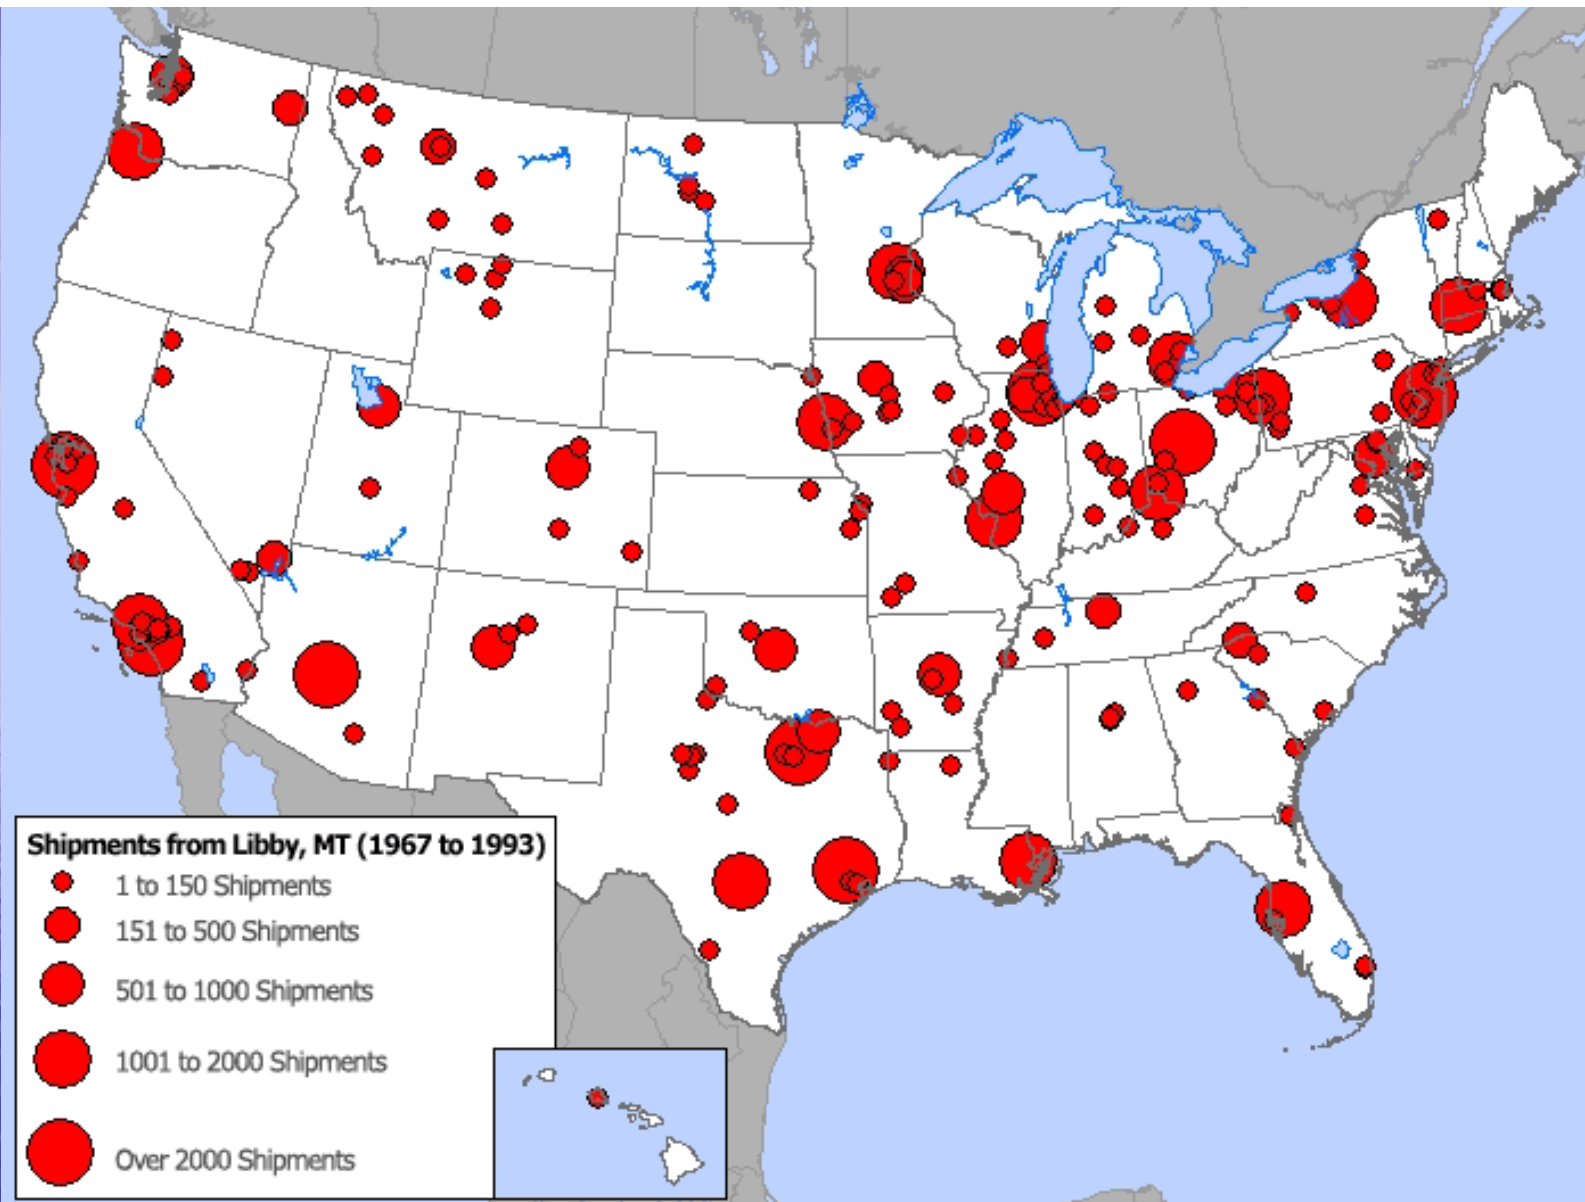 Shipments from Libby, MT (1967 to 1993)
1 to 150 Shipments
151 to 500 Shipments
501 to 1000 Shipments
1001 to 2000 Shipments
Over 2000 Shipments